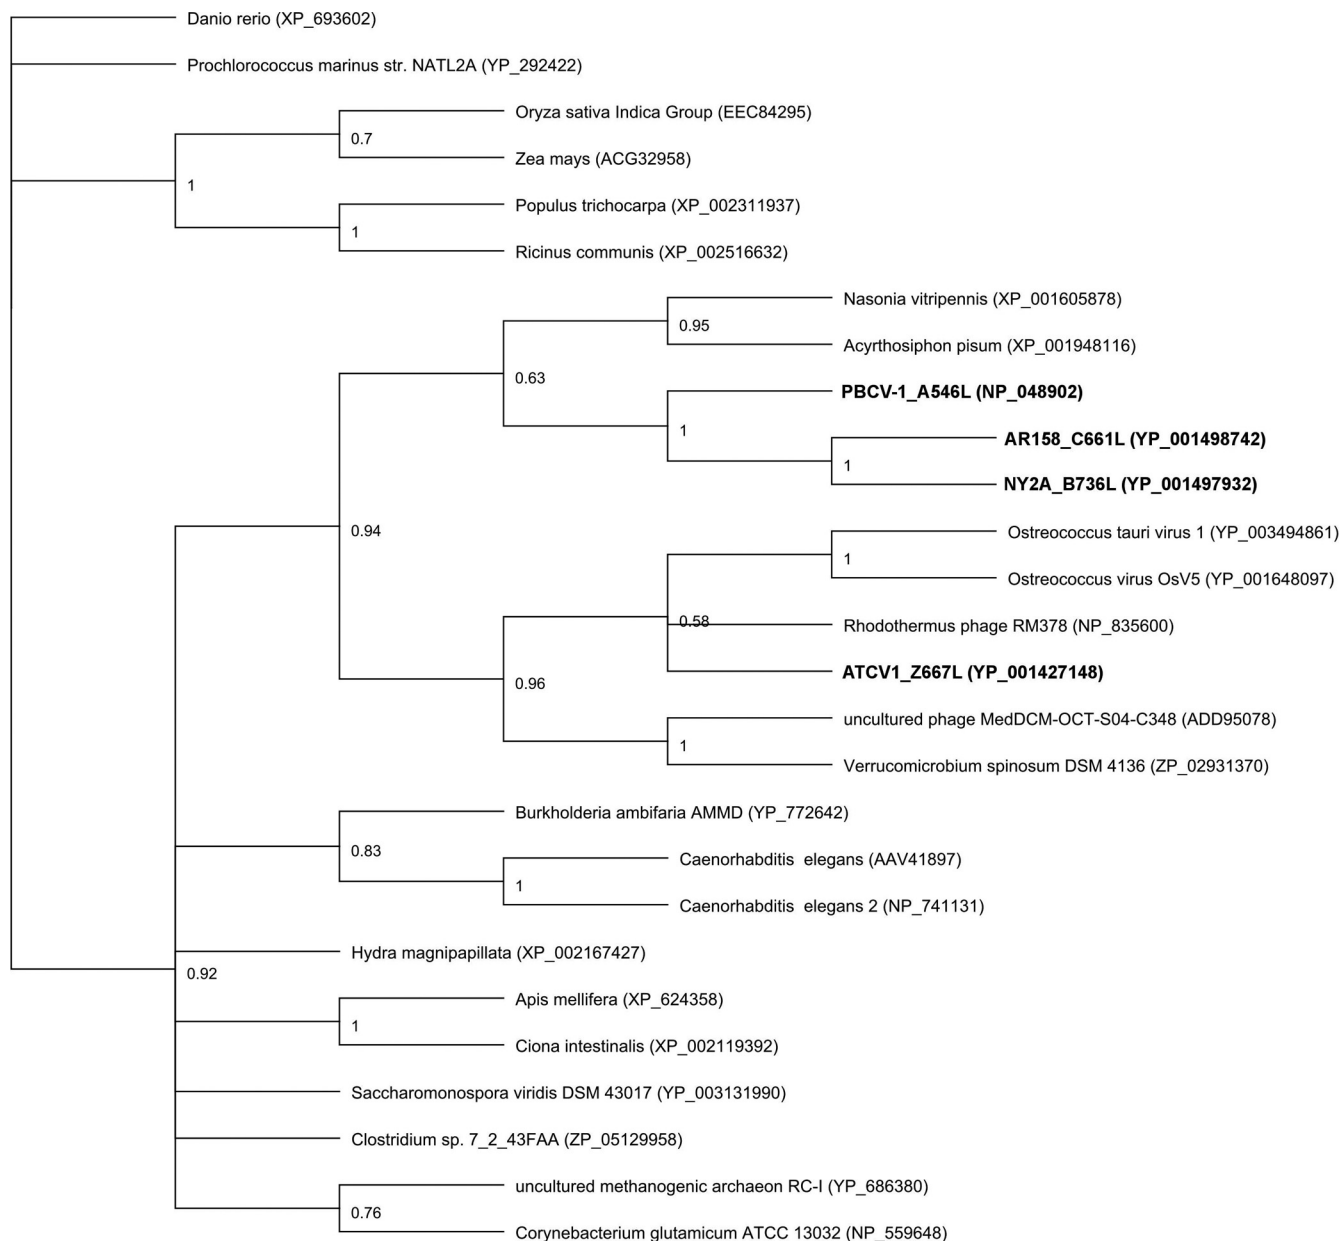 Danio rerio (XP_693602)
Prochlorococcus marinus str. NATL2A (YP_292422)
Oryza sativa Indica Group (EEC84295)
0.7
Zea mays (ACG32958)
1
Populus trichocarpa (XP_002311937)
1
Ricinus communis (XP_002516632)
Nasonia vitripennis (XP_001605878)
0.95
Acyrthosiphon pisum (XP_001948116)
0.63
PBCV-1_A546L (NP_048902)
1
AR158_C661L (YP_001498742)
1
NY2A_B736L (YP_001497932)
0.94
Ostreococcus tauri virus 1 (YP_003494861)
1
Ostreococcus virus OsV5 (YP_001648097)
0.58
Rhodothermus phage RM378 (NP_835600)
ATCV1_Z667L (YP_001427148)
0.96
uncultured phage MedDCM-OCT-S04-C348 (ADD95078)
1
Verrucomicrobium spinosum DSM 4136 (ZP_02931370)
Burkholderia ambifaria AMMD (YP_772642)
0.83
Caenorhabditis  elegans (AAV41897)
1
Caenorhabditis  elegans 2 (NP_741131)
Hydra magnipapillata (XP_002167427)
0.92
Apis mellifera (XP_624358)
1
Ciona intestinalis (XP_002119392)
Saccharomonospora viridis DSM 43017 (YP_003131990)
Clostridium sp. 7_2_43FAA (ZP_05129958)
uncultured methanogenic archaeon RC-I (YP_686380)
0.76
Corynebacterium glutamicum ATCC 13032 (NP_559648)